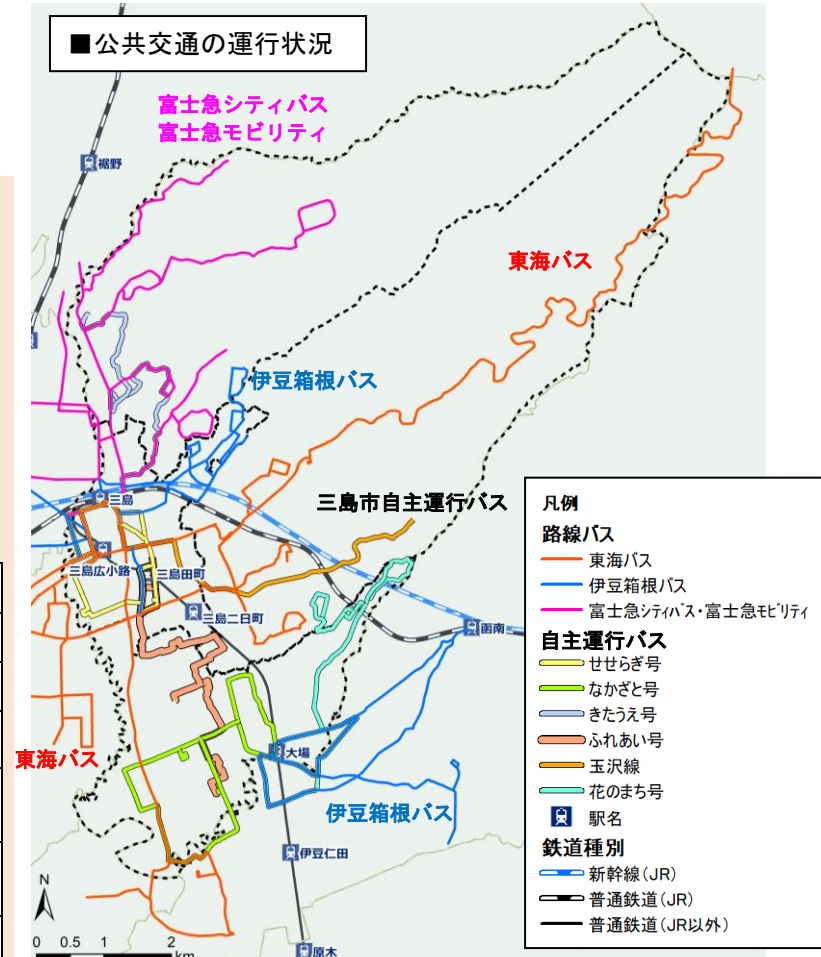 ■公共交通の運行状況
富士急シティバス
富士急モビリティ
裾野
東海バス
伊豆箱根バス
三島
三島市自主運行バス
三島広小路
三島田町
三島二日町
函南
東海バス
大場
伊豆箱根バス
伊豆仁田
原木
N
0 0.5 1 2
km
凡例
路線バス
東海バス
伊豆箱根バス
富士急シティバス・富士急モビリティ
自主運行バス
せせらぎ号
なかざと号
きたうえ号
ふれあい号
玉沢線
花のまち号
駅名
鉄道種別
新幹線(JR)
普通鉄道(JR)
普通鉄道(JR以外)